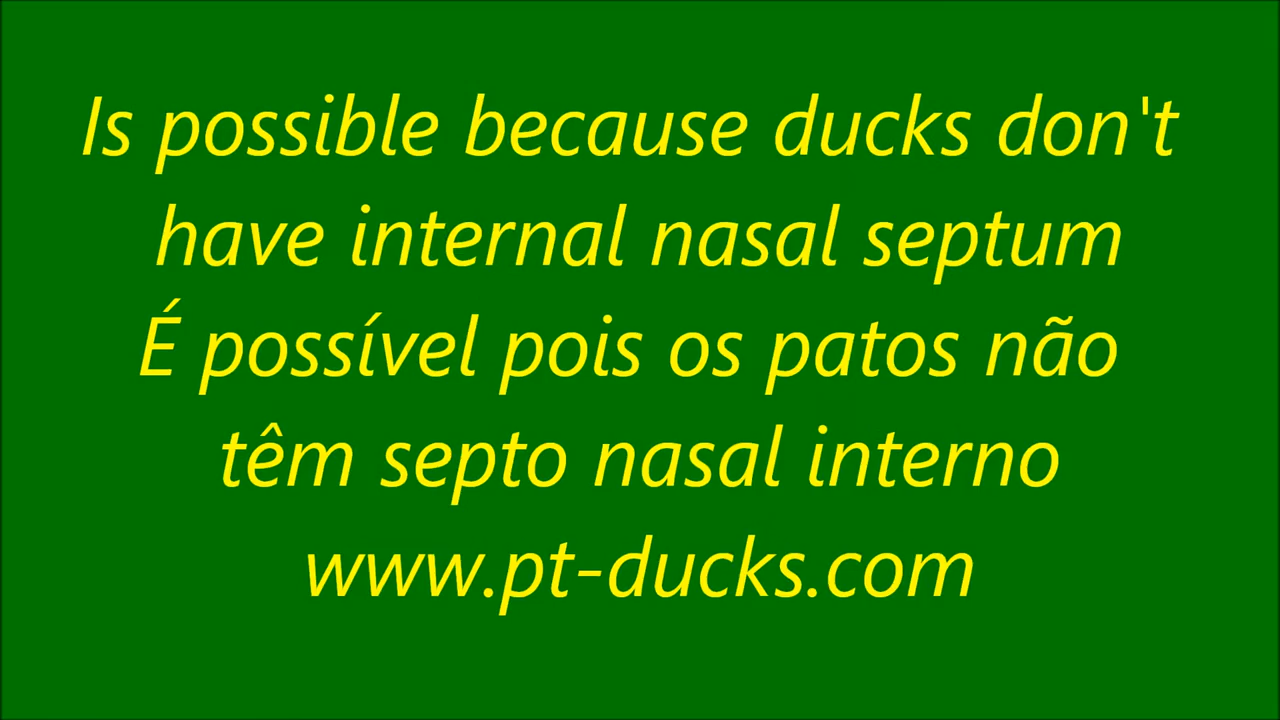 Is possible because ducks don't
have internal nasal septum
É possível pois os patos não
têm septo nasal interno
www.pt-ducks.com